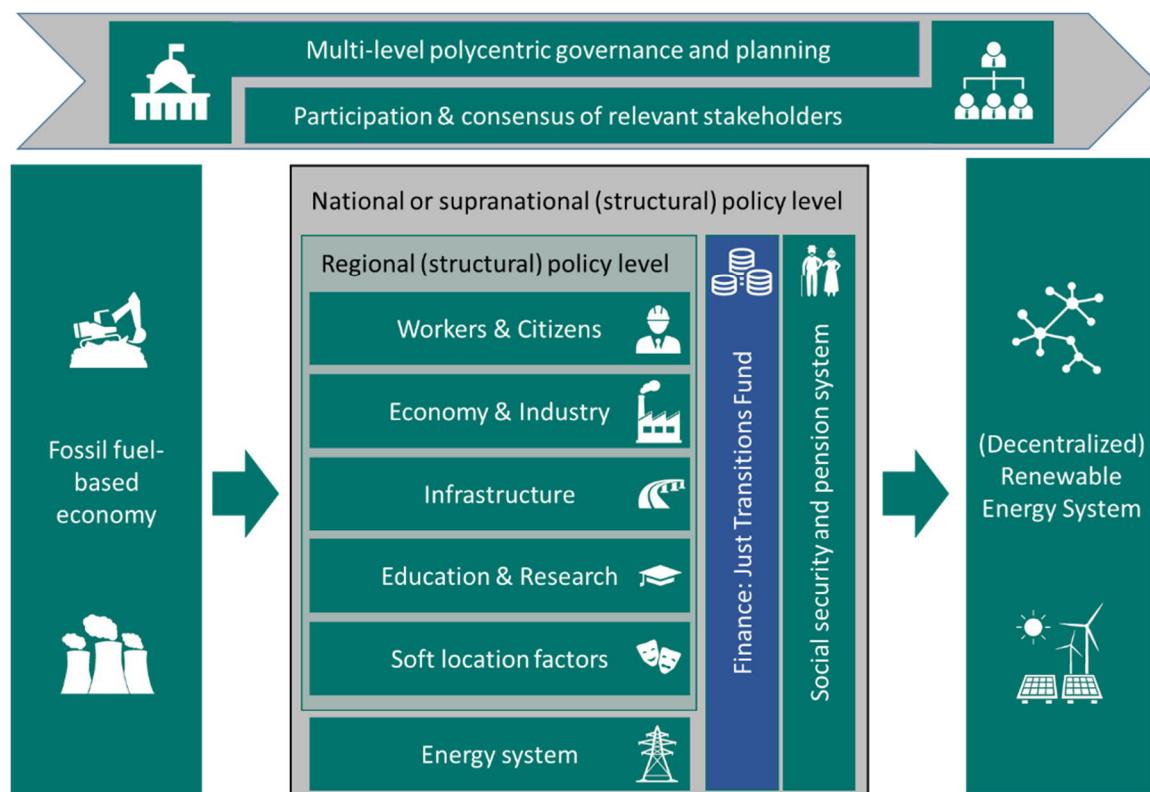 Multi-level polycentric governance and planning
Participation & consensus of relevant stakeholders
Fossil fuel-
based
economy
National or supranational (structural) policy level
Regional (structural) policy level
Workers & Citizens
Economy & Industry
Infrastructure
Education & Research
Soft location factors
Energy system
Finance: Just Transitions Fund
Social security and pension system
(Decentralized)
Renewable
Energy System